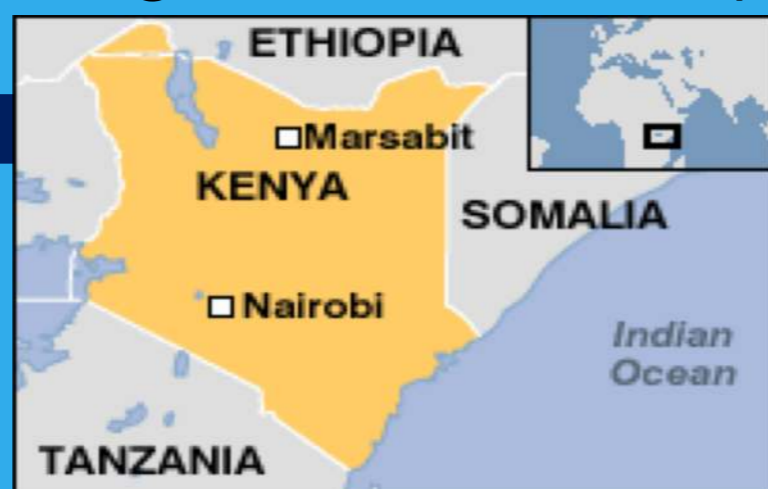 ETHIOPIA
Marsabit
KENYA
SOMALIA
Nairobi
Indian
Ocean
TANZANIA